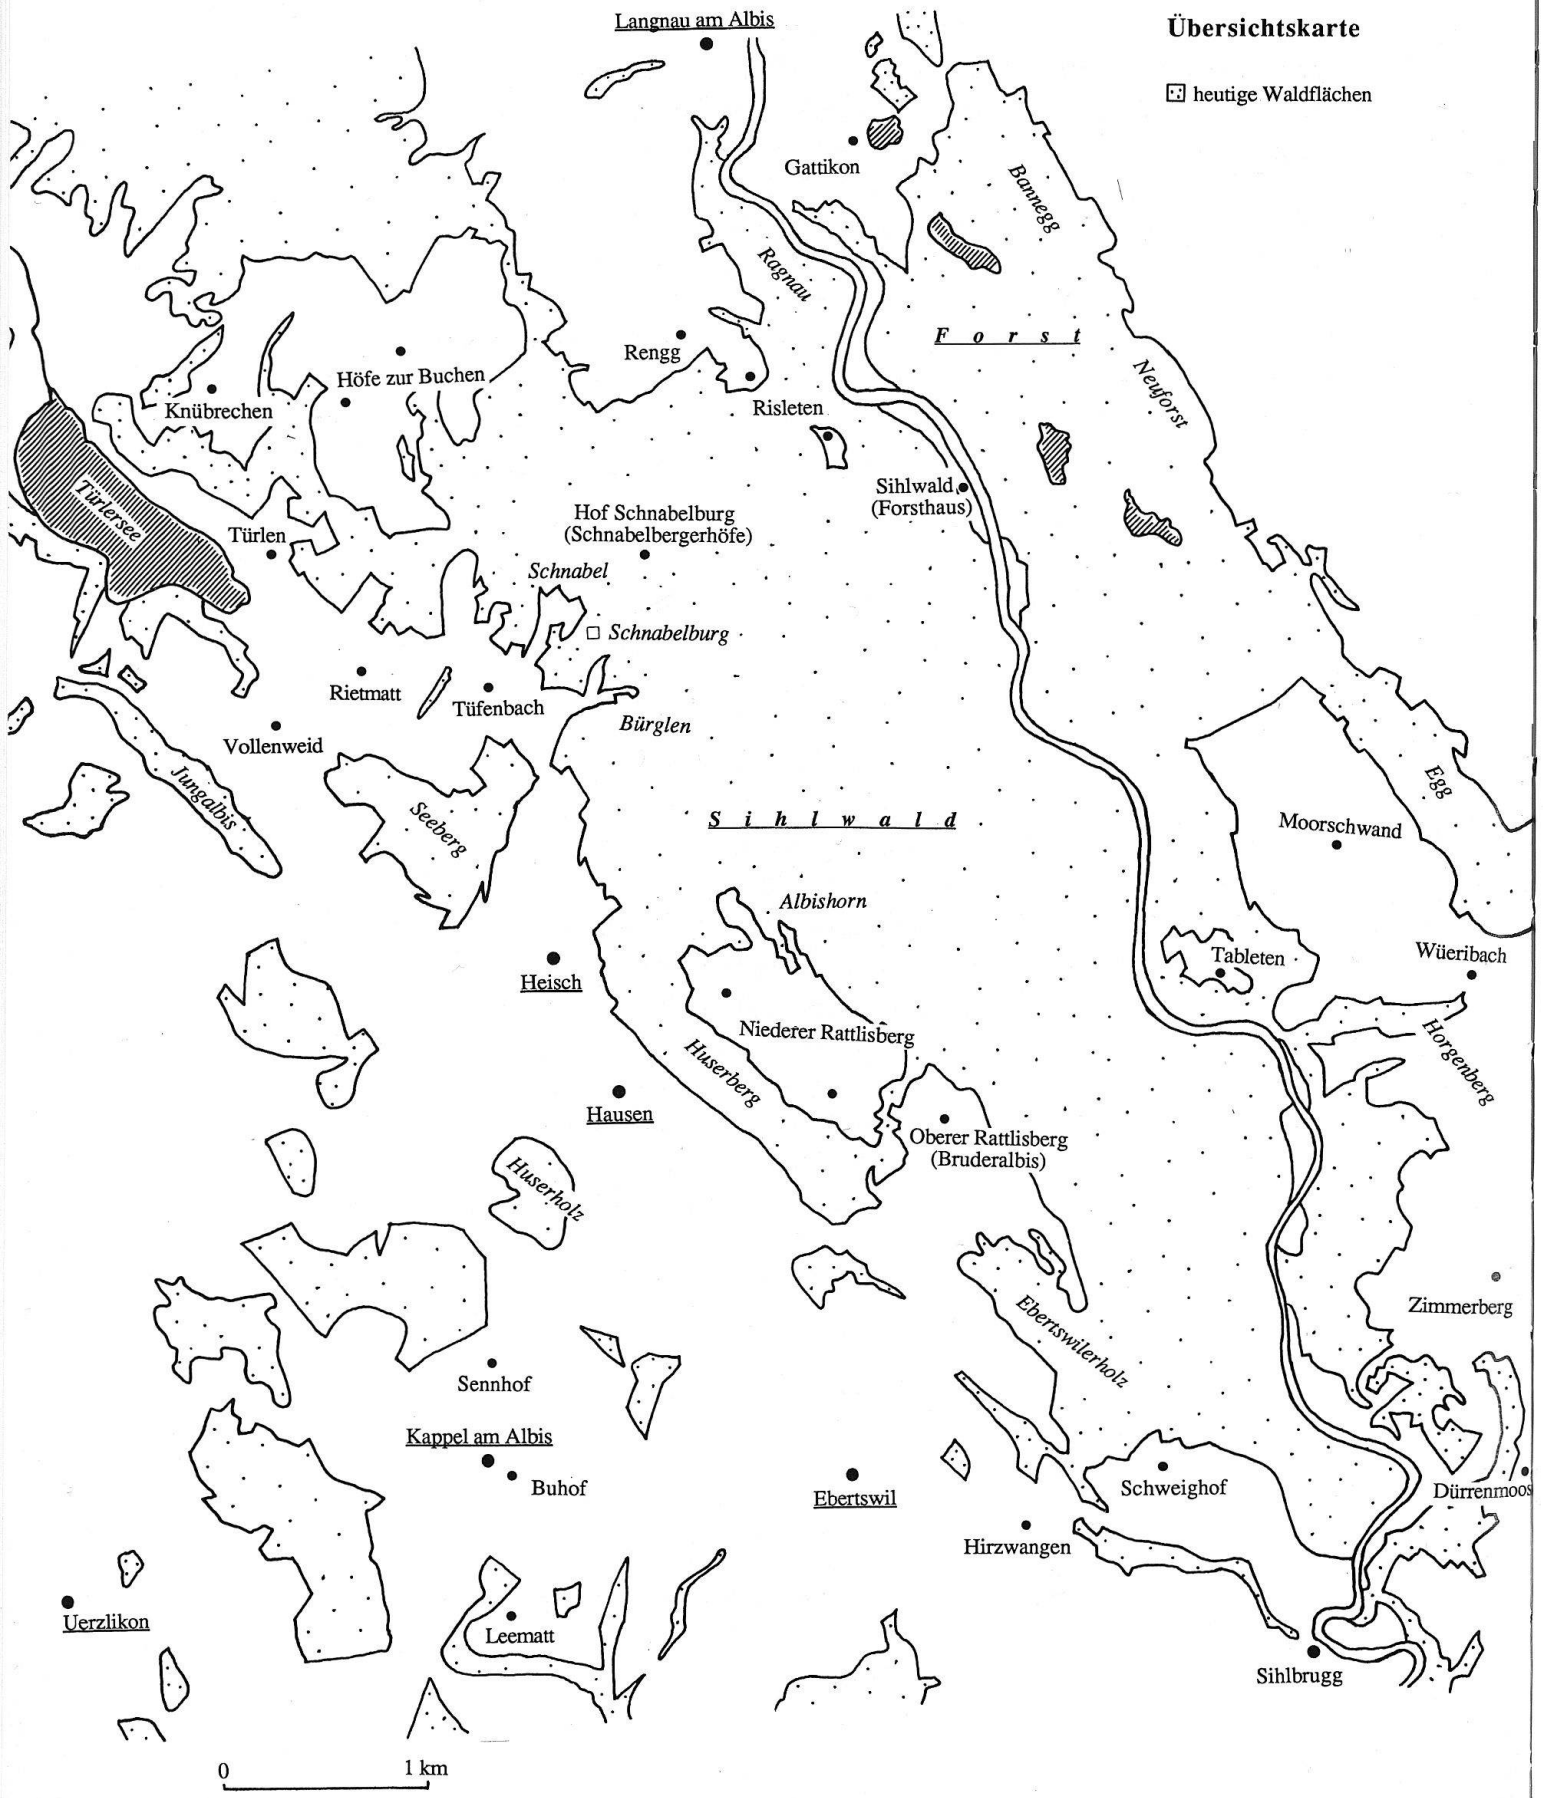 Langnau am Albis
Übersichtskarte
heutige Waldflächen
Gattikon
Bannegg
Ragnau
F o r s t
Rengg
Neuforst
Höfe zur Buchen
Knübrechen
Risleten
Türlersee
Sihlwald
(Forsthaus)
Hof Schnabelburg
(Schnabelbergerhöfe)
Türlen
Schnabel
Schnabelburg
Rietmatt
Tüfenbach
Bürglen
Vollenweid
Jungalbis
Seeberg
Egg
S i h l w a l d
Moorschwand
Albishorn
Tableten
Wüeribach
Heisch
Niederer Rattlisberg
Huserberg
Horgenberg
Hausen
Oberer Rattlisberg
(Bruderalbis)
Huserholz
Zimmerberg
Ebertswilerholz
Sennhof
Kappel am Albis
Buhof
Ebertswil
Schweighof
Dürrenmoos
Hirzwangen
Uerzlikon
Leematt
Sihlbrugg
0 1 km